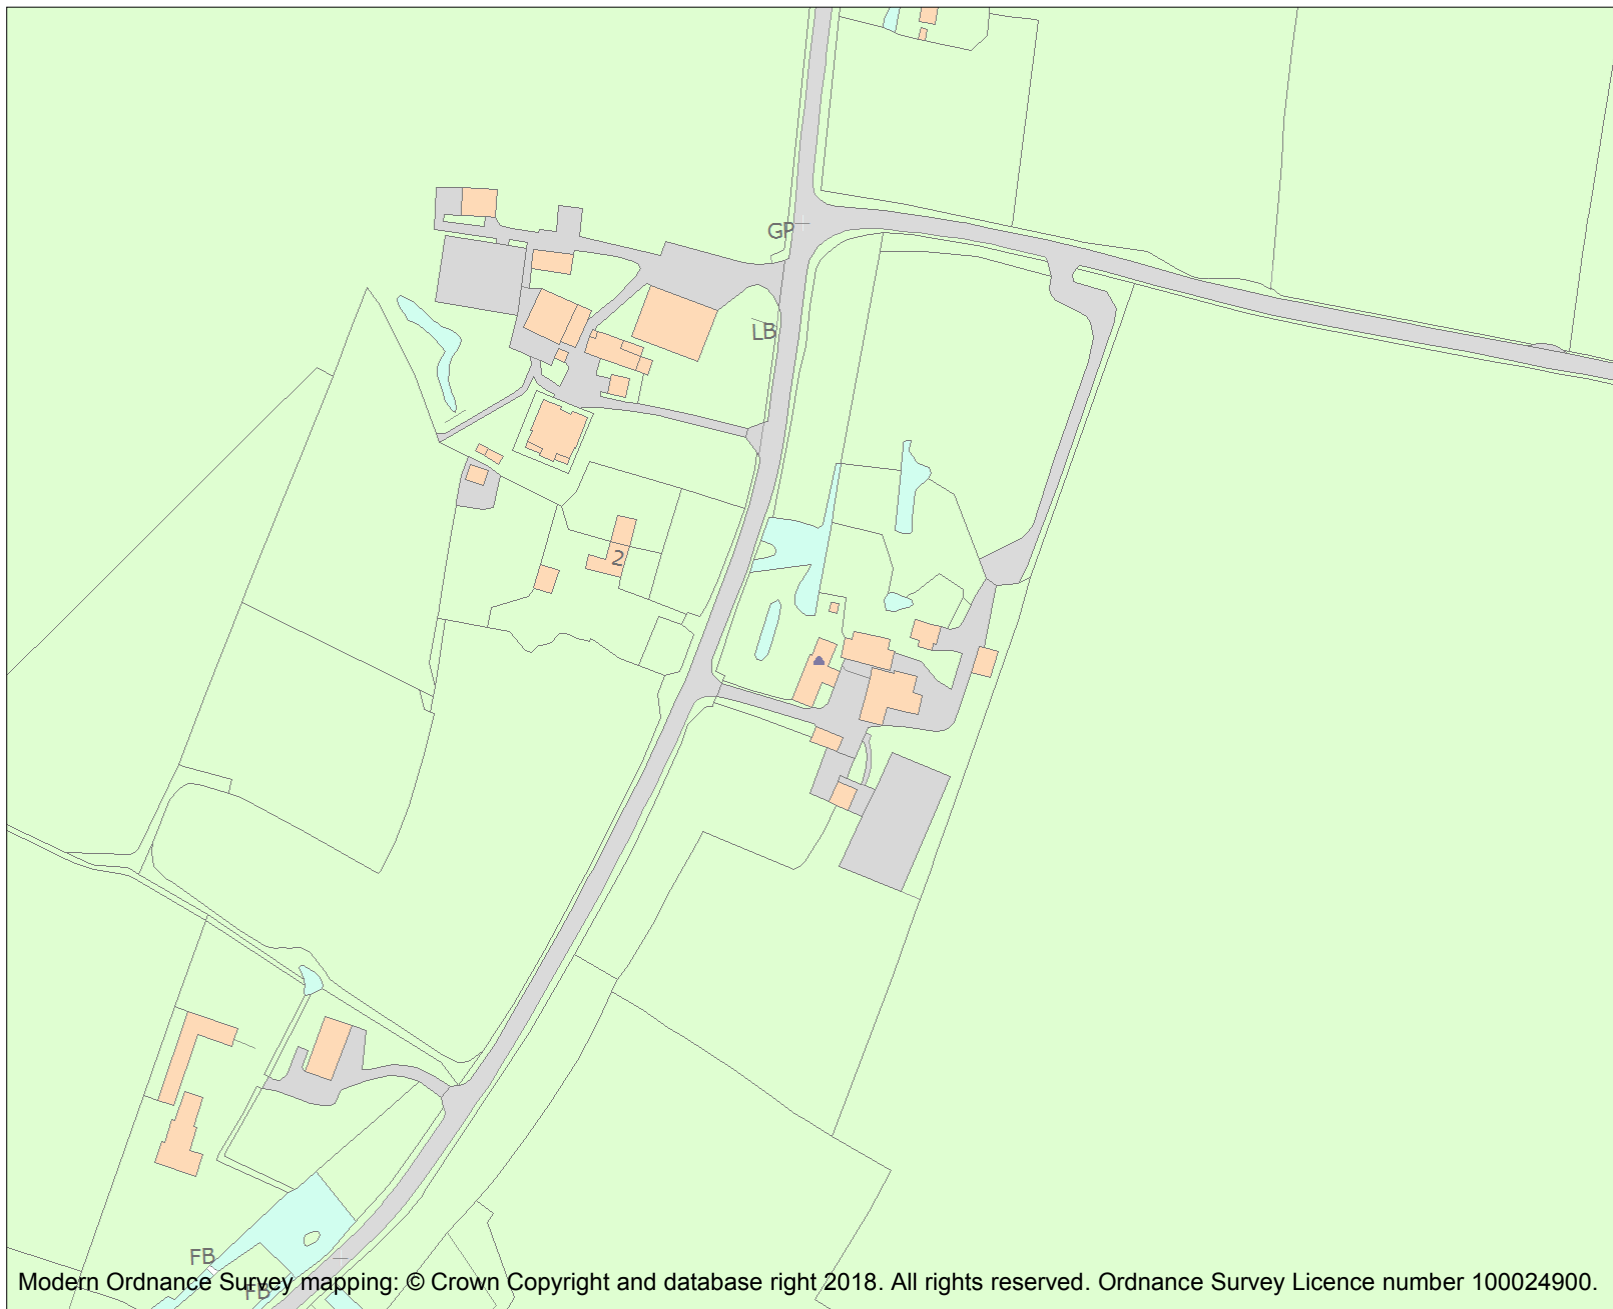 GP
LB
2
FB
FB
Modern Ordnance Survey mapping: © Crown Copyright and database right 2018. All rights reserved. Ordnance Survey Licence number 100024900.